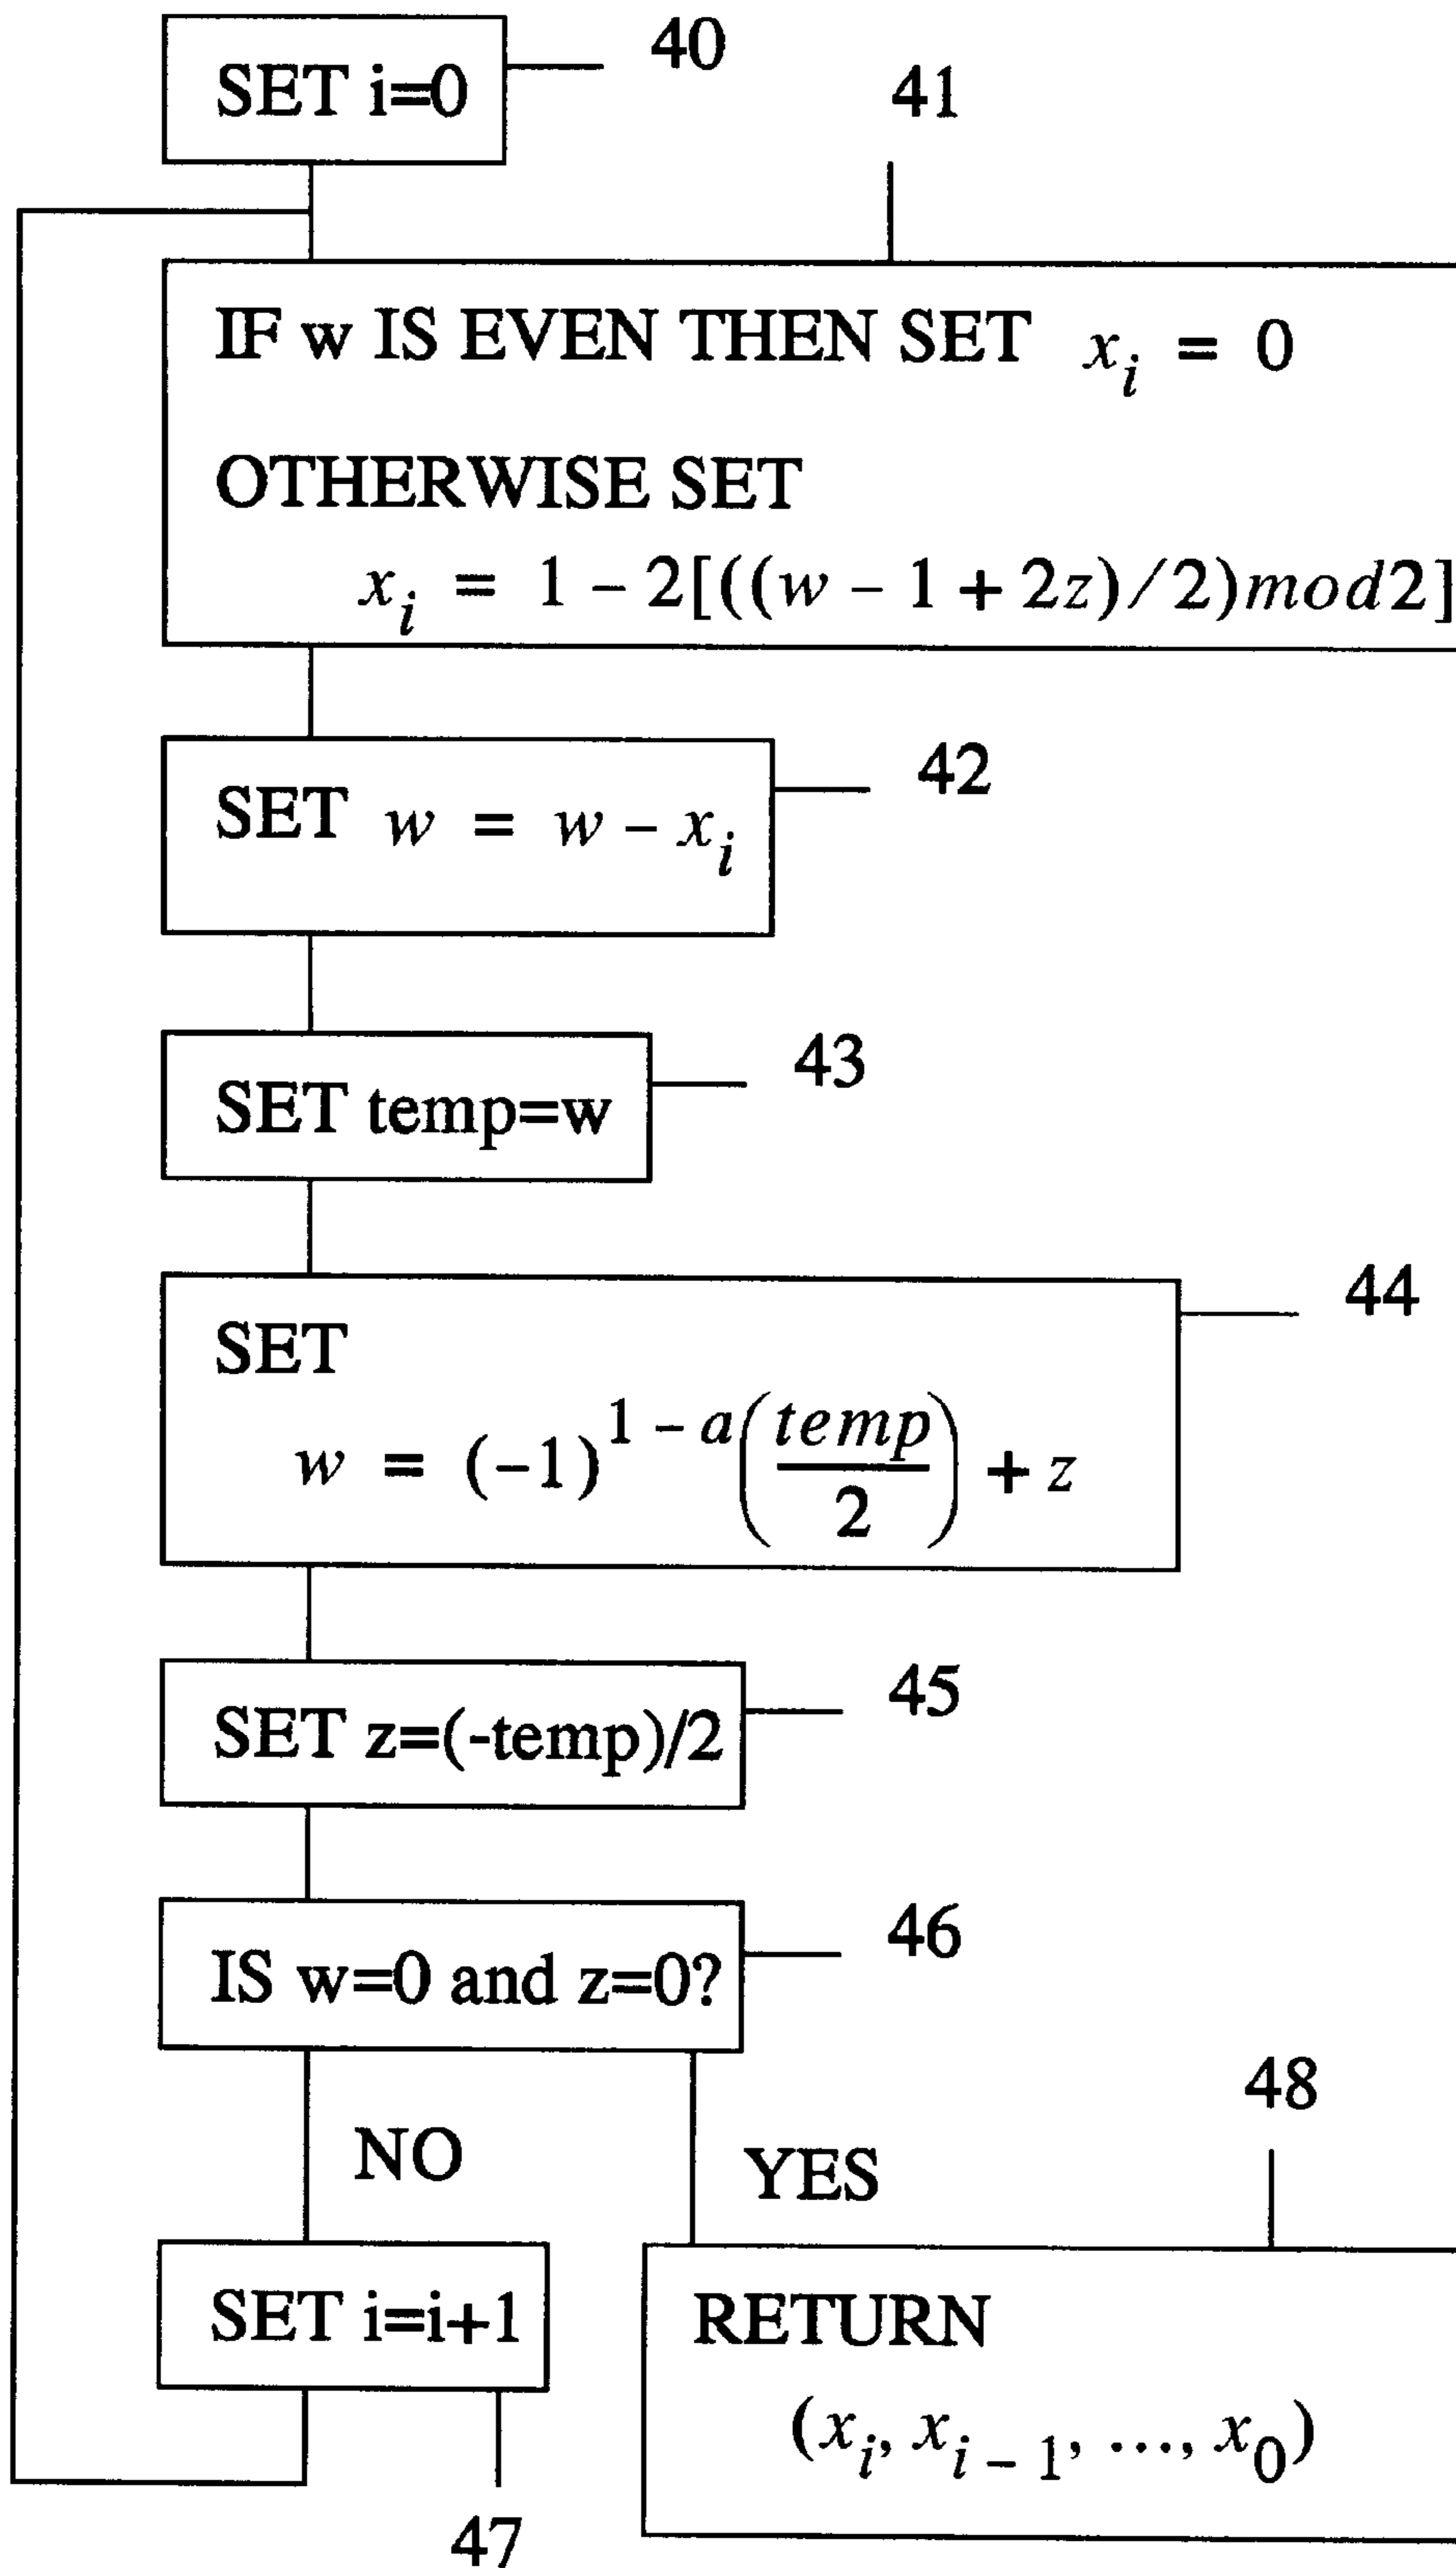 SET i=0
40
41
IF w IS EVEN THEN SET x_i = 0
OTHERWISE SET
x_i = 1 – 2[((w – 1 + 2z)/2)mod2]
SET w = w – x_i
42
SET temp=w
43
SET
w = (–1)^{1 – a}(temp/2) + z
44
SET z=(-temp)/2
45
IS w=0 and z=0?
46
NO
YES
48
SET i=i+1
47
RETURN
(x_i, x_{i – 1}, ..., x_0)